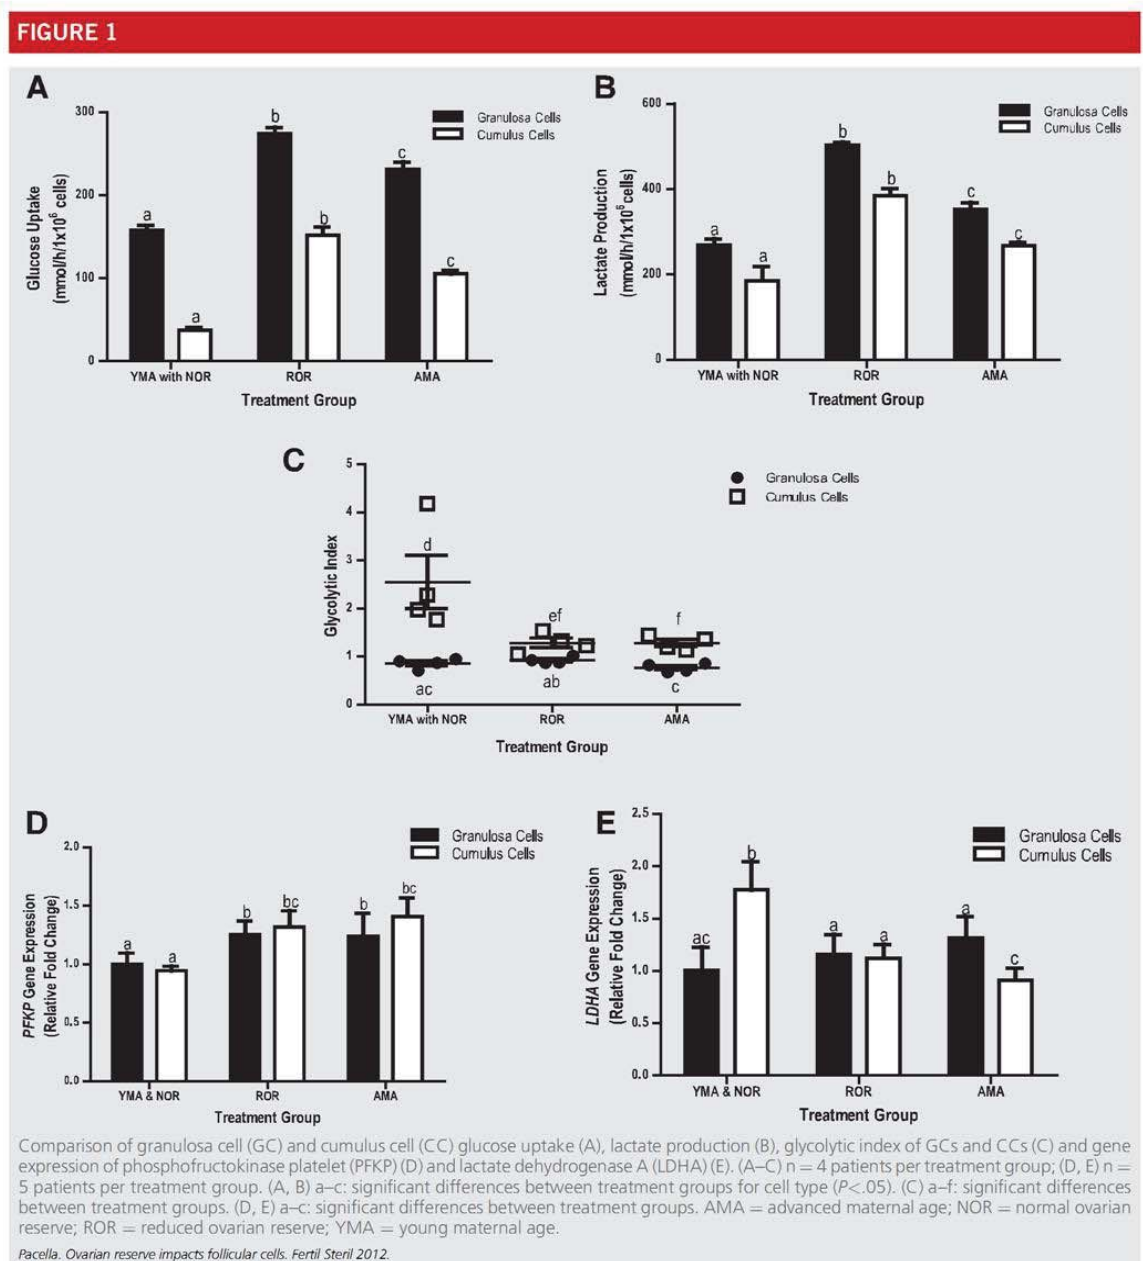 FIGURE 1
A
300
200
100
0
Glucose Uptake
(mmol/h/1x10⁶ cells)
Granulosa Cells
Cumulus Cells
a
a
b
b
c
c
YMA with NOR
ROR
AMA
Treatment Group
B
600
400
200
0
Lactate Production
(mmol/h/1x10⁶ cells)
Granulosa Cells
Cumulus Cells
a
a
b
b
c
c
YMA with NOR
ROR
AMA
Treatment Group
C
5
4
3
2
1
0
Glycolytic Index
Granulosa Cells
Cumulus Cells
d
ac
ef
ab
f
c
YMA with NOR
ROR
AMA
Treatment Group
D
2.0
1.5
1.0
0.5
0.0
PFKP Gene Expression
(Relative Fold Change)
Granulosa Cells
Cumulus Cells
a
a
b
bc
b
bc
YMA & NOR
ROR
AMA
Treatment Group
E
2.5
2.0
1.5
1.0
0.5
0.0
LDHA Gene Expression
(Relative Fold Change)
Granulosa Cells
Cumulus Cells
ac
b
a
a
a
c
YMA & NOR
ROR
AMA
Treatment Group
Comparison of granulosa cell (GC) and cumulus cell (CC) glucose uptake (A), lactate production (B), glycolytic index of GCs and CCs (C) and gene
expression of phosphofructokinase platelet (PFKP) (D) and lactate dehydrogenase A (LDHA) (E). (A–C) n = 4 patients per treatment group; (D, E) n =
5 patients per treatment group. (A, B) a–c: significant differences between treatment groups for cell type (P<.05). (C) a–f: significant differences
between treatment groups. (D, E) a–c: significant differences between treatment groups. AMA = advanced maternal age; NOR = normal ovarian
reserve; ROR = reduced ovarian reserve; YMA = young maternal age.
Pacella. Ovarian reserve impacts follicular cells. Fertil Steril 2012.